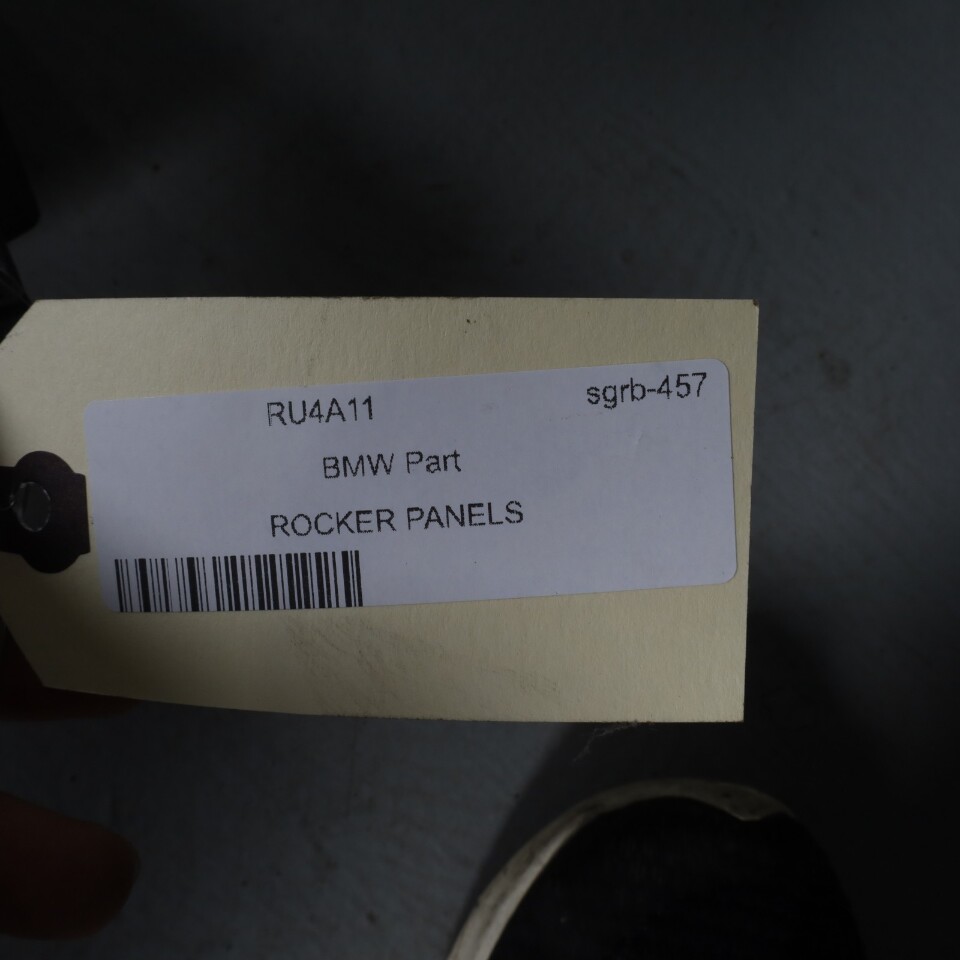 RU4A11 sgrb-457
BMW Part
ROCKER PANELS